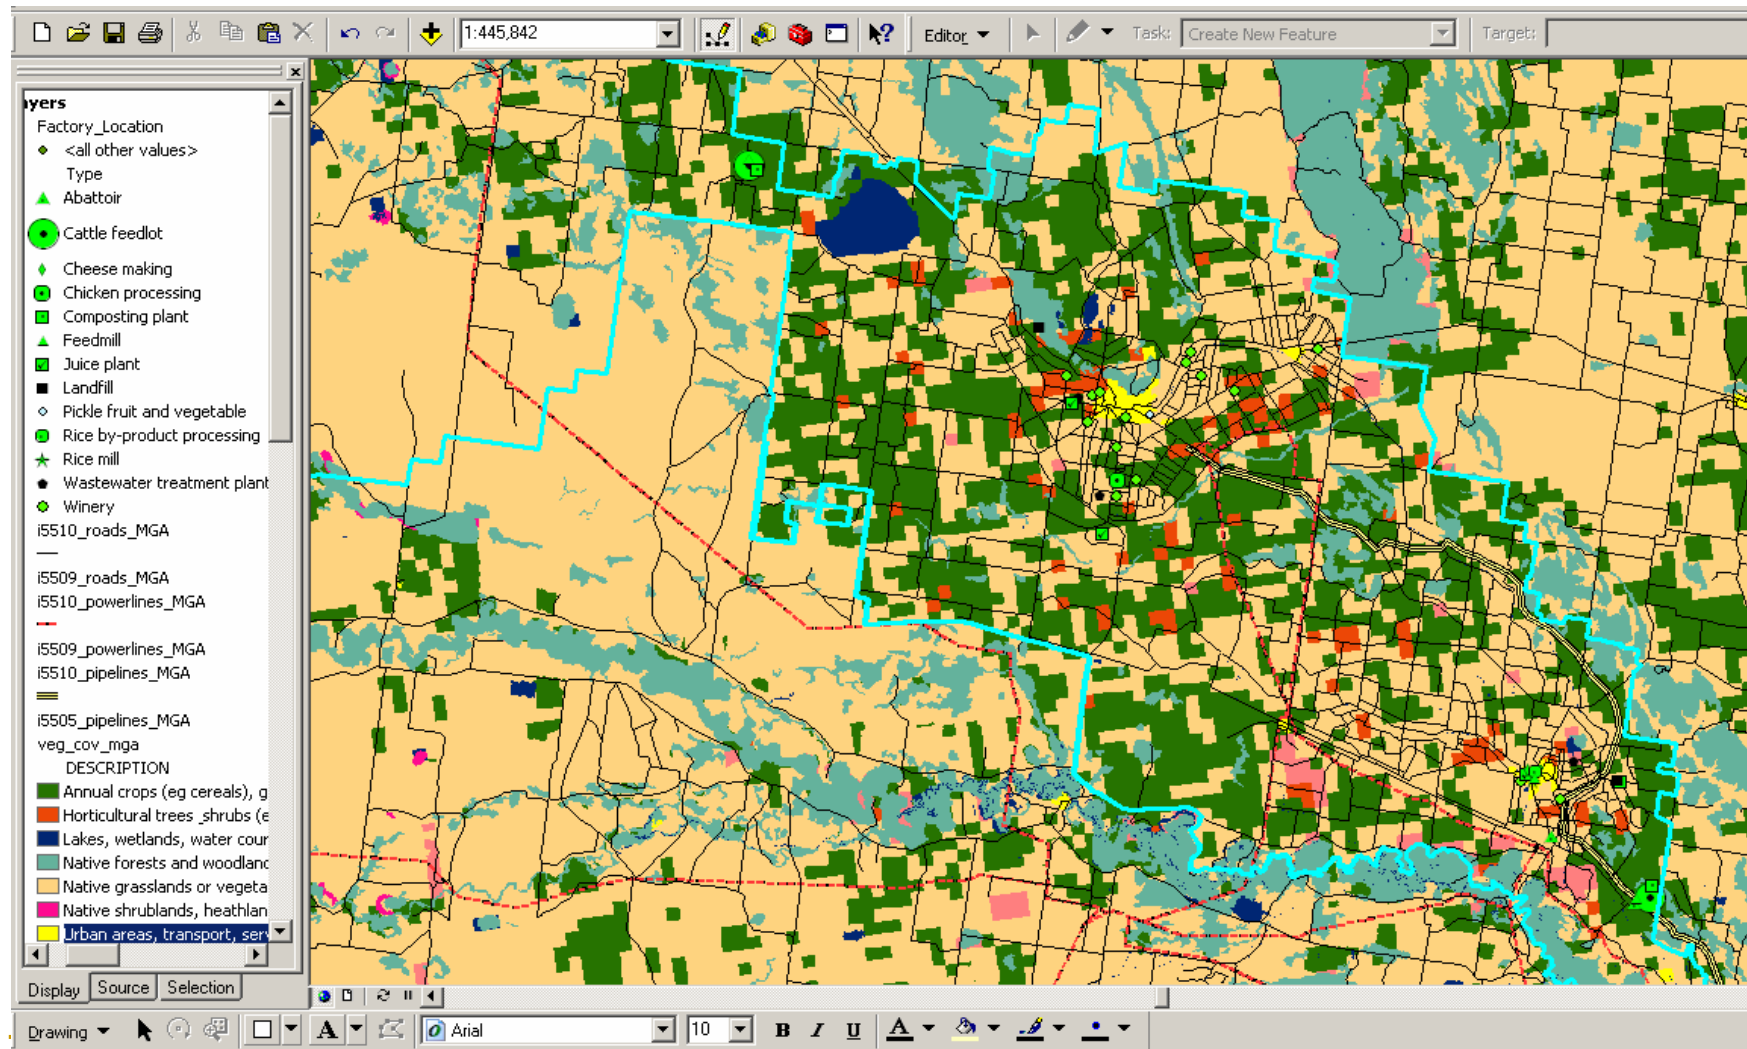 1:445,842
Editor
Task:
Create New Feature
Target:
yers
Factory_Location
<all other values>
Type
Abattoir
Cattle feedlot
Cheese making
Chicken processing
Composting plant
Feedmill
Juice plant
Landfill
Pickle fruit and vegetable
Rice by-product processing
Rice mill
Wastewater treatment plant
Winery
i5510_roads_MGA
i5509_roads_MGA
i5510_powerlines_MGA
i5509_powerlines_MGA
i5510_pipelines_MGA
i5505_pipelines_MGA
veg_cov_mga
DESCRIPTION
Annual crops (eg cereals), g
Horticultural trees _shrubs (e
Lakes, wetlands, water cour
Native forests and woodland
Native grasslands or vegeta
Native shrublands, heathlan
Urban areas, transport, serv
Display Source Selection
Drawing A Arial 10 B I U A